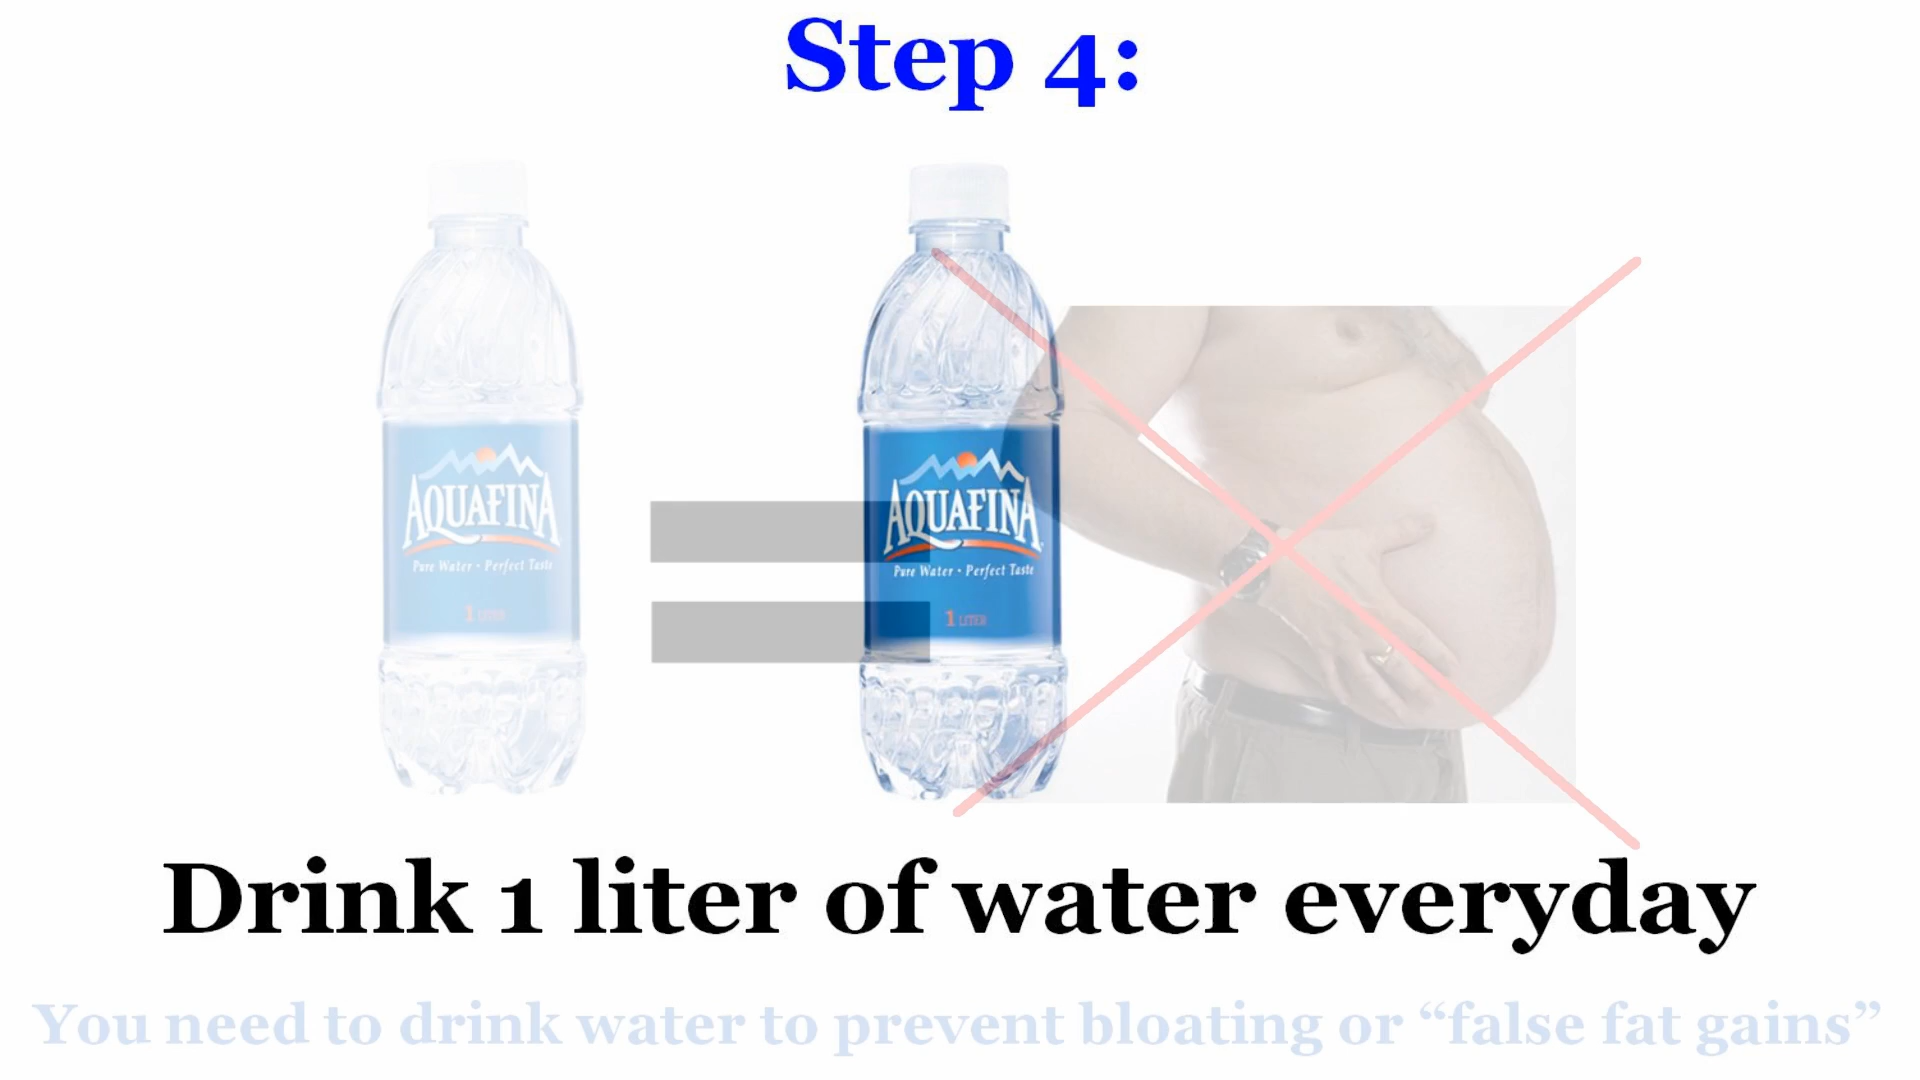 Step 4:
AQUAFINA
Pure Water • Perfect Taste
1 LITER
AQUAFINA
Pure Water • Perfect Taste
1 LITER
Drink 1 liter of water everyday
You need to drink water to prevent bloating or “false fat gains”